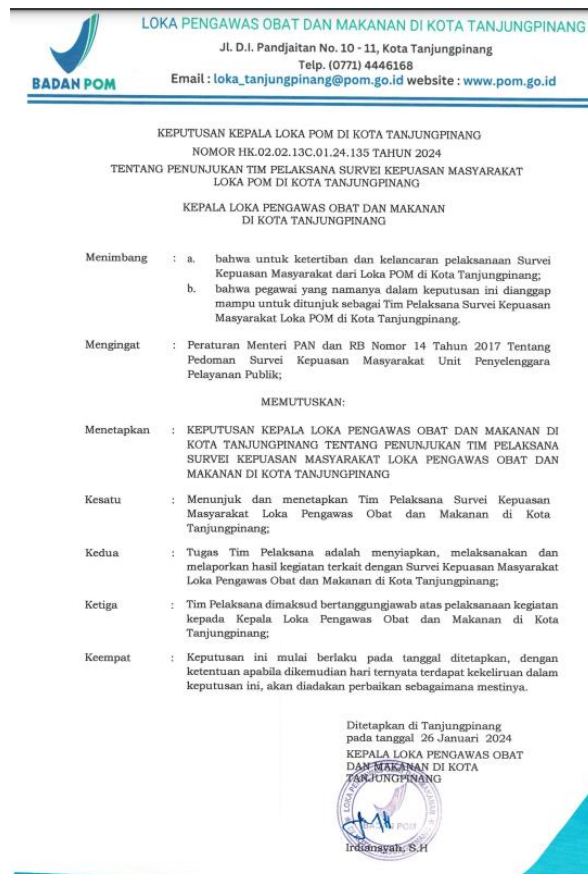 LOKA PENGAWAS OBAT DAN MAKANAN DI KOTA TANJUNGPINANG
Jl. D.I. Pandjaitan No. 10 - 11, Kota Tanjungpinang
Telp. (0771) 4446168
Email : loka_tanjungpinang@pom.go.id website : www.pom.go.id
BADAN POM
KEPUTUSAN KEPALA LOKA POM DI KOTA TANJUNGPINANG
NOMOR HK.02.02.13C.01.24.135 TAHUN 2024
TENTANG PENUNJUKAN TIM PELAKSANA SURVEI KEPUASAN MASYARAKAT
LOKA POM DI KOTA TANJUNGPINANG
KEPALA LOKA PENGAWAS OBAT DAN MAKANAN
DI KOTA TANJUNGPINANG
Menimbang : a. bahwa untuk ketertiban dan kelancaran pelaksanaan Survei
Kepuasan Masyarakat dari Loka POM di Kota Tanjungpinang;
b. bahwa pegawai yang namanya dalam keputusan ini dianggap
mampu untuk ditunjuk sebagai Tim Pelaksana Survei Kepuasan
Masyarakat Loka POM di Kota Tanjungpinang.
Mengingat : Peraturan Menteri PAN dan RB Nomor 14 Tahun 2017 Tentang
Pedoman Survei Kepuasan Masyarakat Unit Penyelenggara
Pelayanan Publik;
MEMUTUSKAN:
Menetapkan : KEPUTUSAN KEPALA LOKA PENGAWAS OBAT DAN MAKANAN DI
KOTA TANJUNGPINANG TENTANG PENUNJUKAN TIM PELAKSANA
SURVEI KEPUASAN MASYARAKAT LOKA PENGAWAS OBAT DAN
MAKANAN DI KOTA TANJUNGPINANG
Kesatu : Menunjuk dan menetapkan Tim Pelaksana Survei Kepuasan
Masyarakat Loka Pengawas Obat dan Makanan di Kota
Tanjungpinang;
Kedua : Tugas Tim Pelaksana adalah menyiapkan, melaksanakan dan
melaporkan hasil kegiatan terkait dengan Survei Kepuasan Masyarakat
Loka Pengawas Obat dan Makanan di Kota Tanjungpinang;
Ketiga : Tim Pelaksana dimaksud bertanggungjawab atas pelaksanaan kegiatan
kepada Kepala Loka Pengawas Obat dan Makanan di Kota
Tanjungpinang;
Keempat : Keputusan ini mulai berlaku pada tanggal ditetapkan, dengan
ketentuan apabila dikemudian hari ternyata terdapat kekeliruan dalam
keputusan ini, akan diadakan perbaikan sebagaimana mestinya.
Ditetapkan di Tanjungpinang
pada tanggal 26 Januari 2024
KEPALA LOKA PENGAWAS OBAT
DAN MAKANAN DI KOTA
TANJUNGPINANG
Irdiansyah, S.H